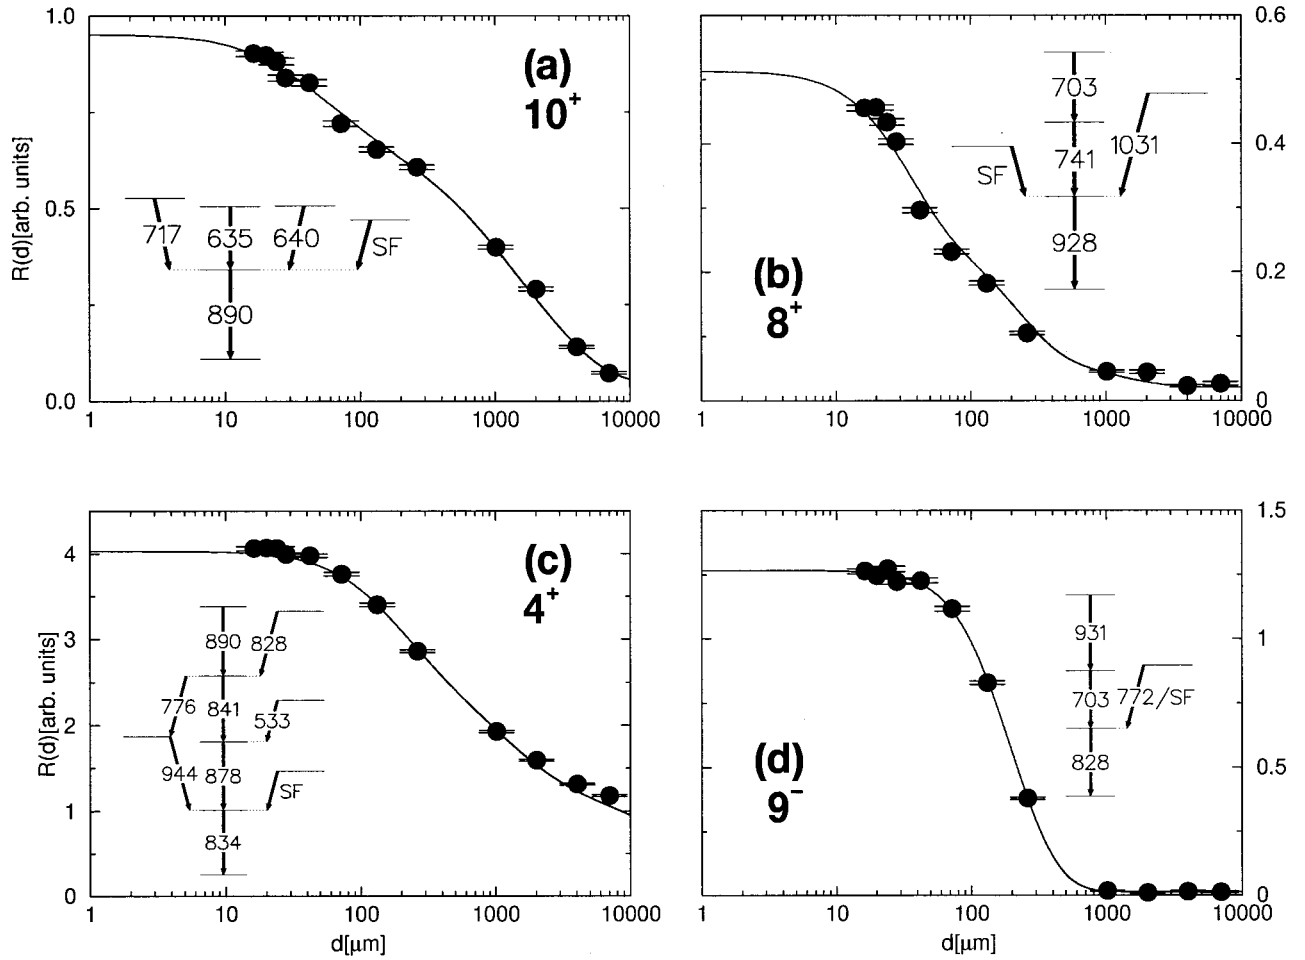 1.0
0.5
0.0
R(d)[arb. units]
(a)
10⁺
717 635 640 SF
890
1 10 100 1000 10000
0.6
0.4
0.2
0
(b)
8⁺
703
SF 741 1031
928
1 10 100 1000 10000
4
3
2
1
0
R(d)[arb. units]
(c)
4⁺
890 828
776 841 533
944 878 SF
834
1 10 100 1000 10000
d[μm]
1.5
1
0.5
0
(d)
9⁻
931
703 772/SF
828
1 10 100 1000 10000
d[μm]